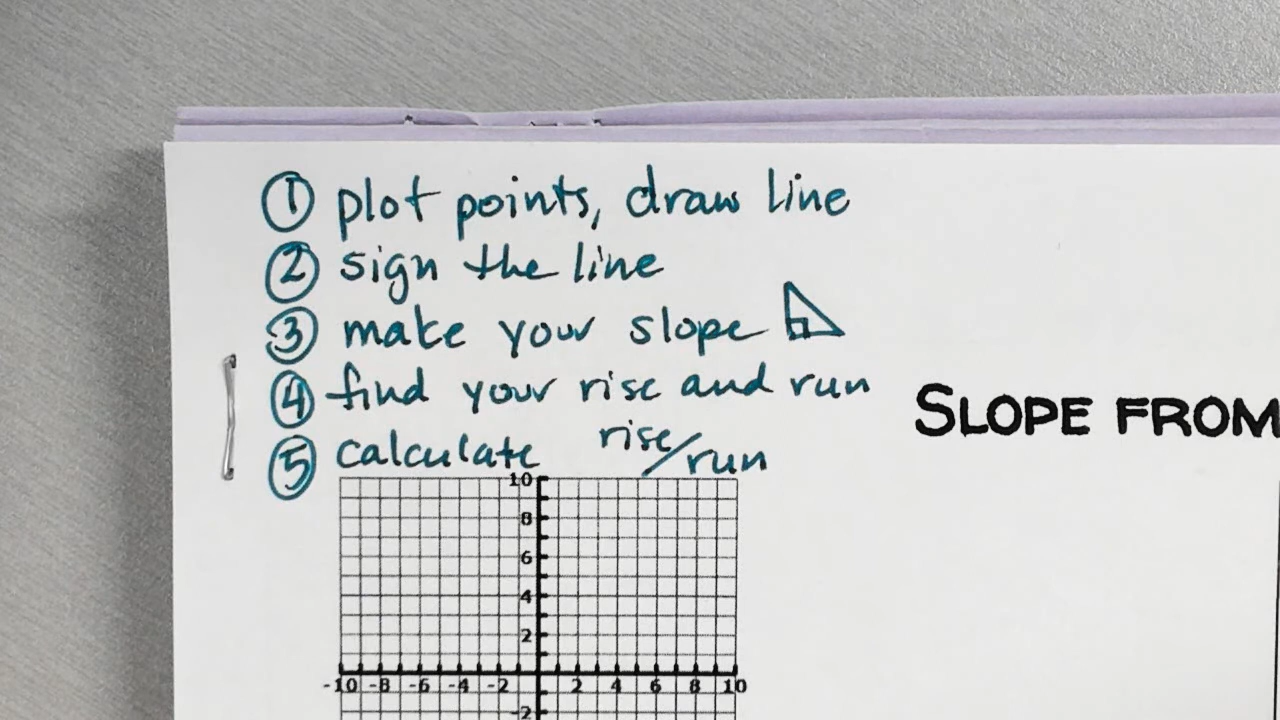 ① plot points, draw line
② sign the line
③ make your slope
④ find your rise and run
⑤ calculate rise/run
SLOPE FROM
10
8
6
4
2
-10 -8 -6 -4 -2 2 4 6 8 10
-2